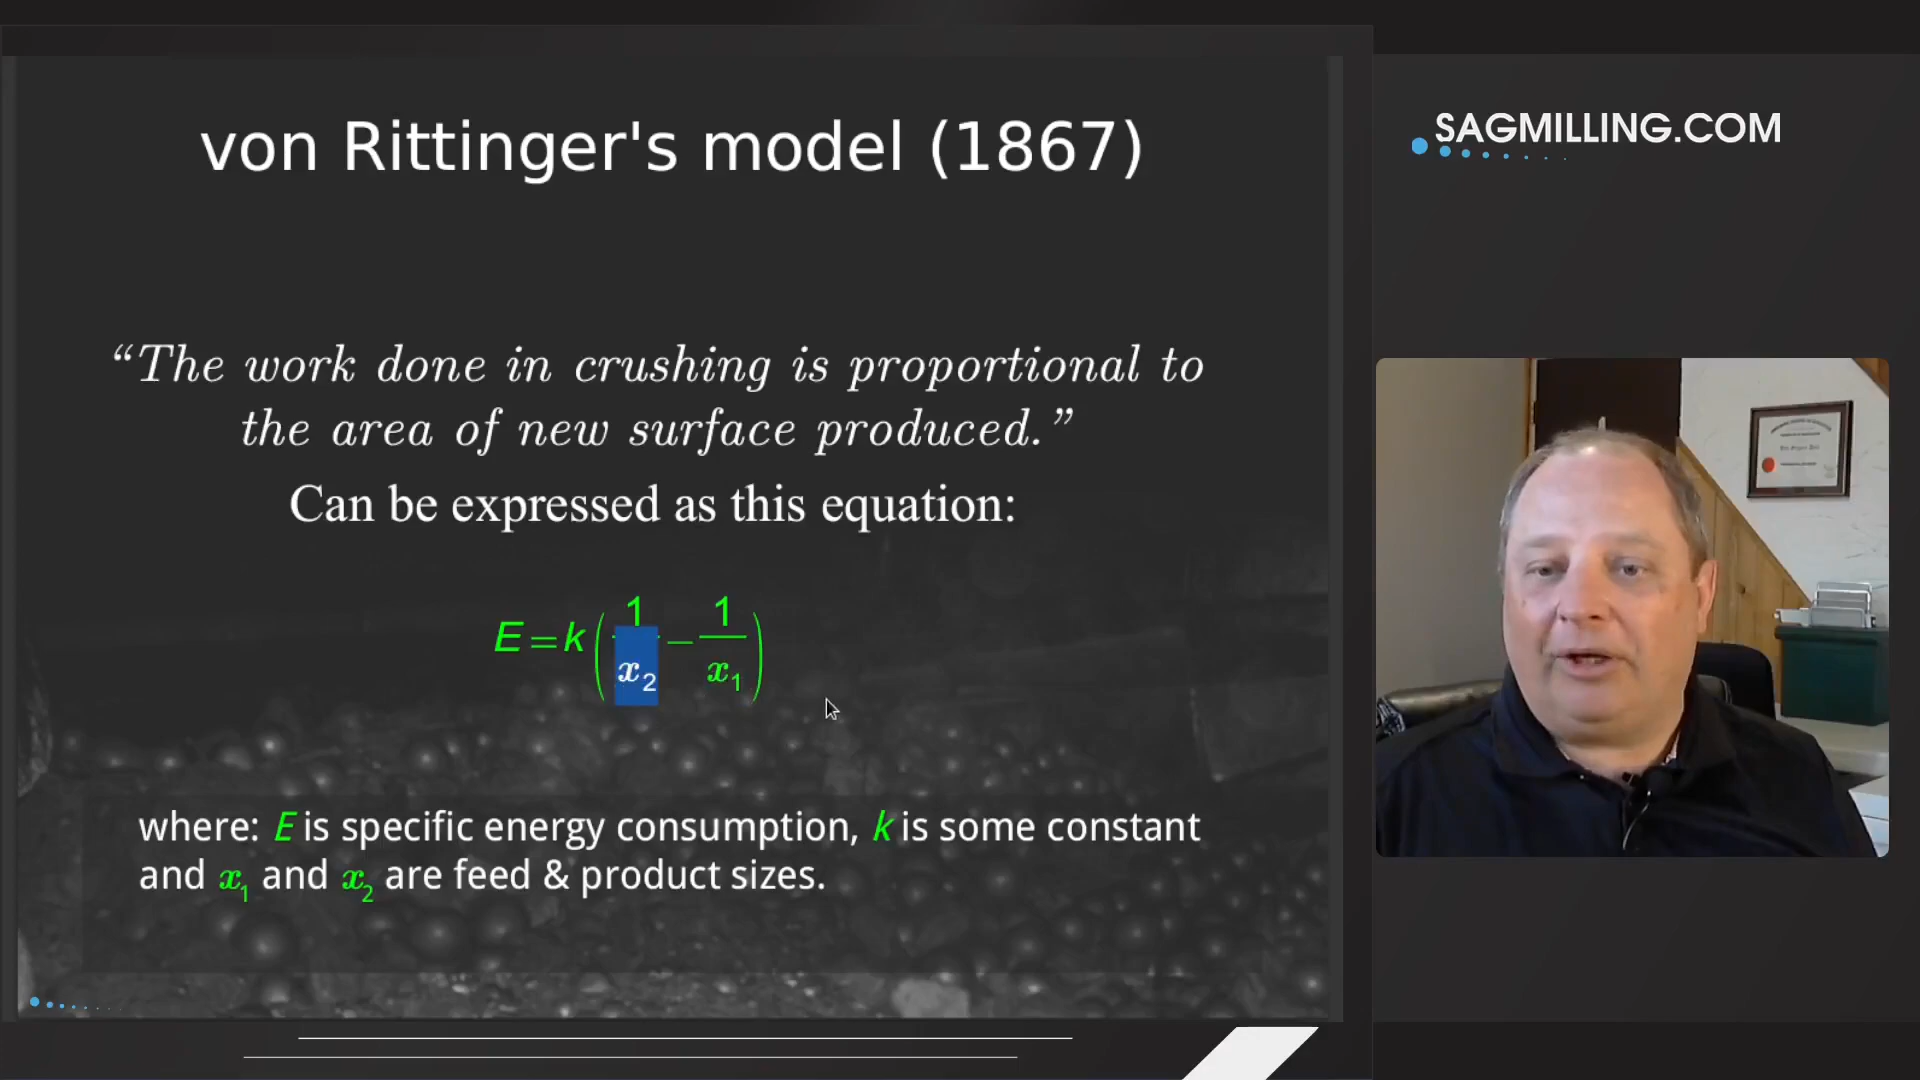 von Rittinger's model (1867)
“The work done in crushing is proportional to
the area of new surface produced.”
Can be expressed as this equation:
E = k ( 1/x₂ − 1/x₁ )
where: E is specific energy consumption, k is some constant
and x₁ and x₂ are feed & product sizes.
SAGMILLING.COM